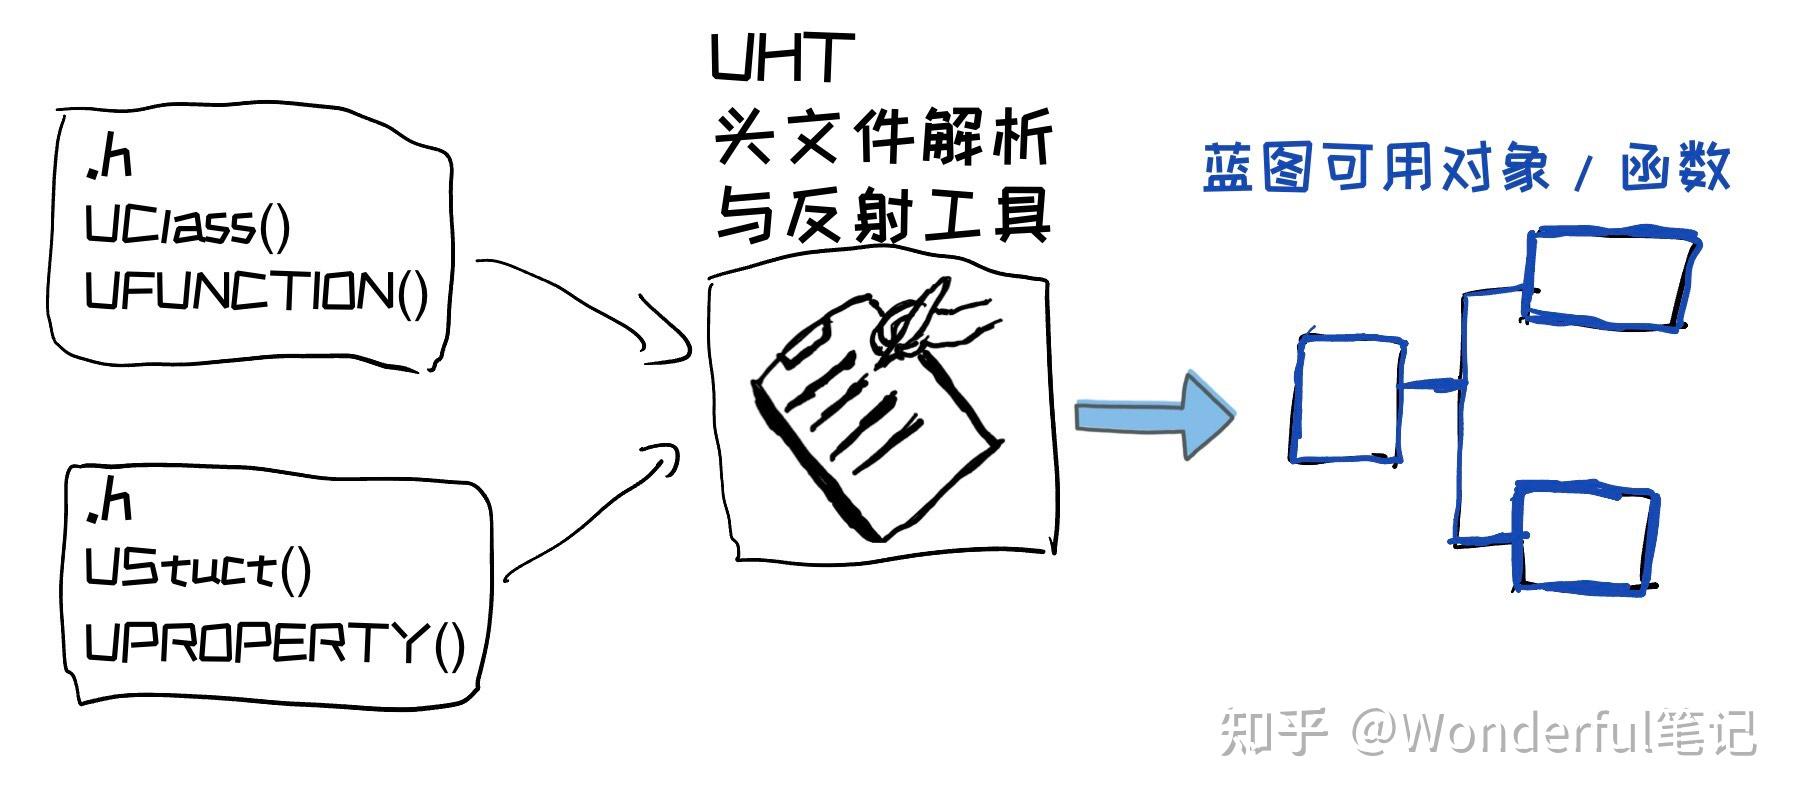 UHT
头文件解析
与反射工具
.h
UClass()
UFUNCTION()
.h
UStuct()
UPROPERTY()
蓝图可用对象 / 函数
知乎 @Wonderful笔记